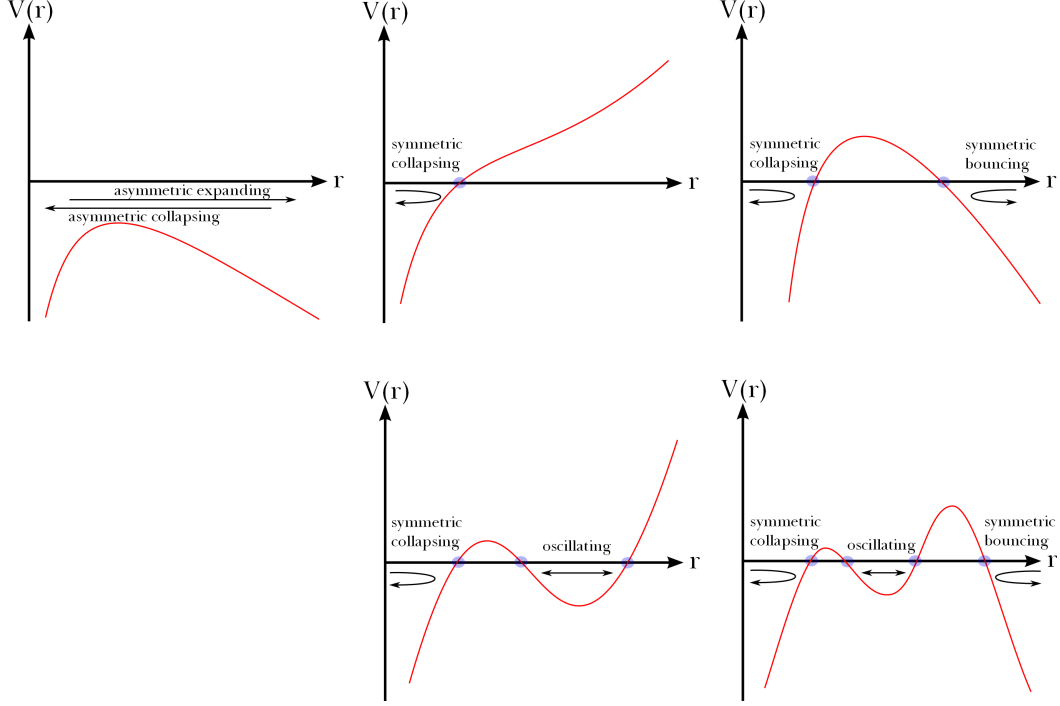 V(r)
r
asymmetric expanding
asymmetric collapsing
V(r)
symmetric
collapsing
r
V(r)
symmetric
collapsing
symmetric
bouncing
r
V(r)
symmetric
collapsing
oscillating
r
V(r)
symmetric
collapsing
oscillating
symmetric
bouncing
r